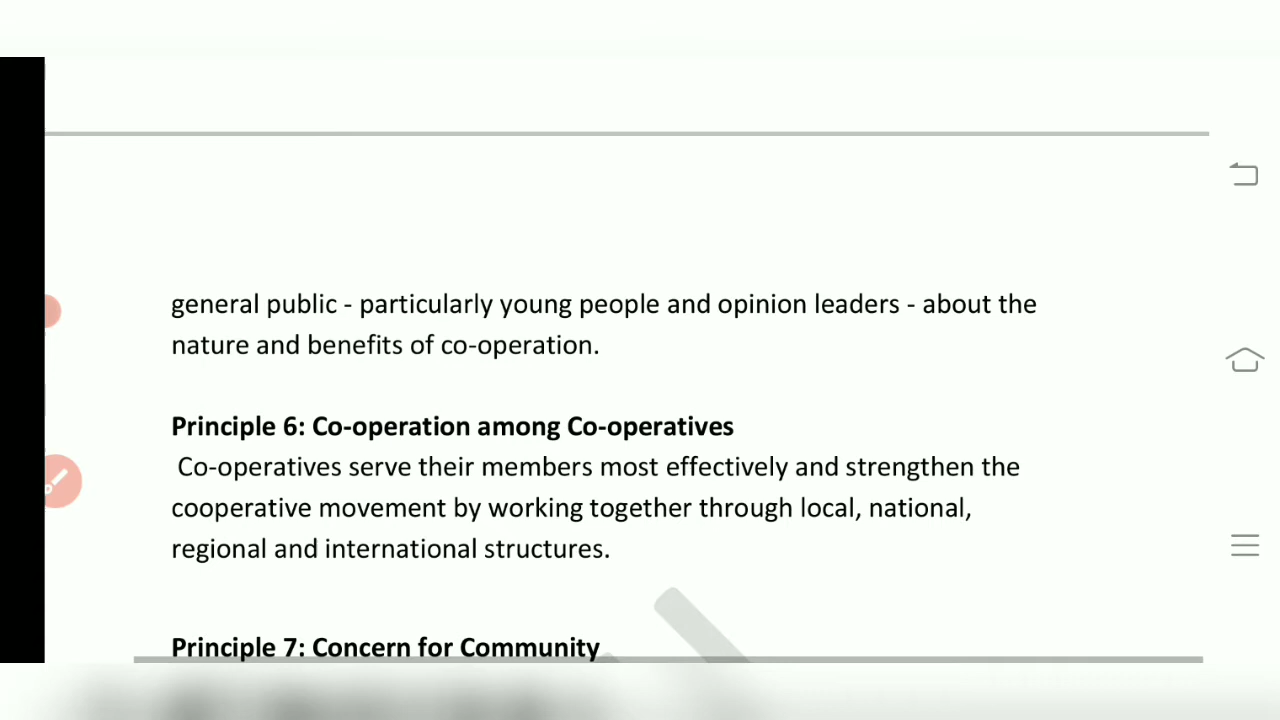 general public - particularly young people and opinion leaders - about the
nature and benefits of co-operation.
Principle 6: Co-operation among Co-operatives
Co-operatives serve their members most effectively and strengthen the
cooperative movement by working together through local, national,
regional and international structures.
Principle 7: Concern for Community